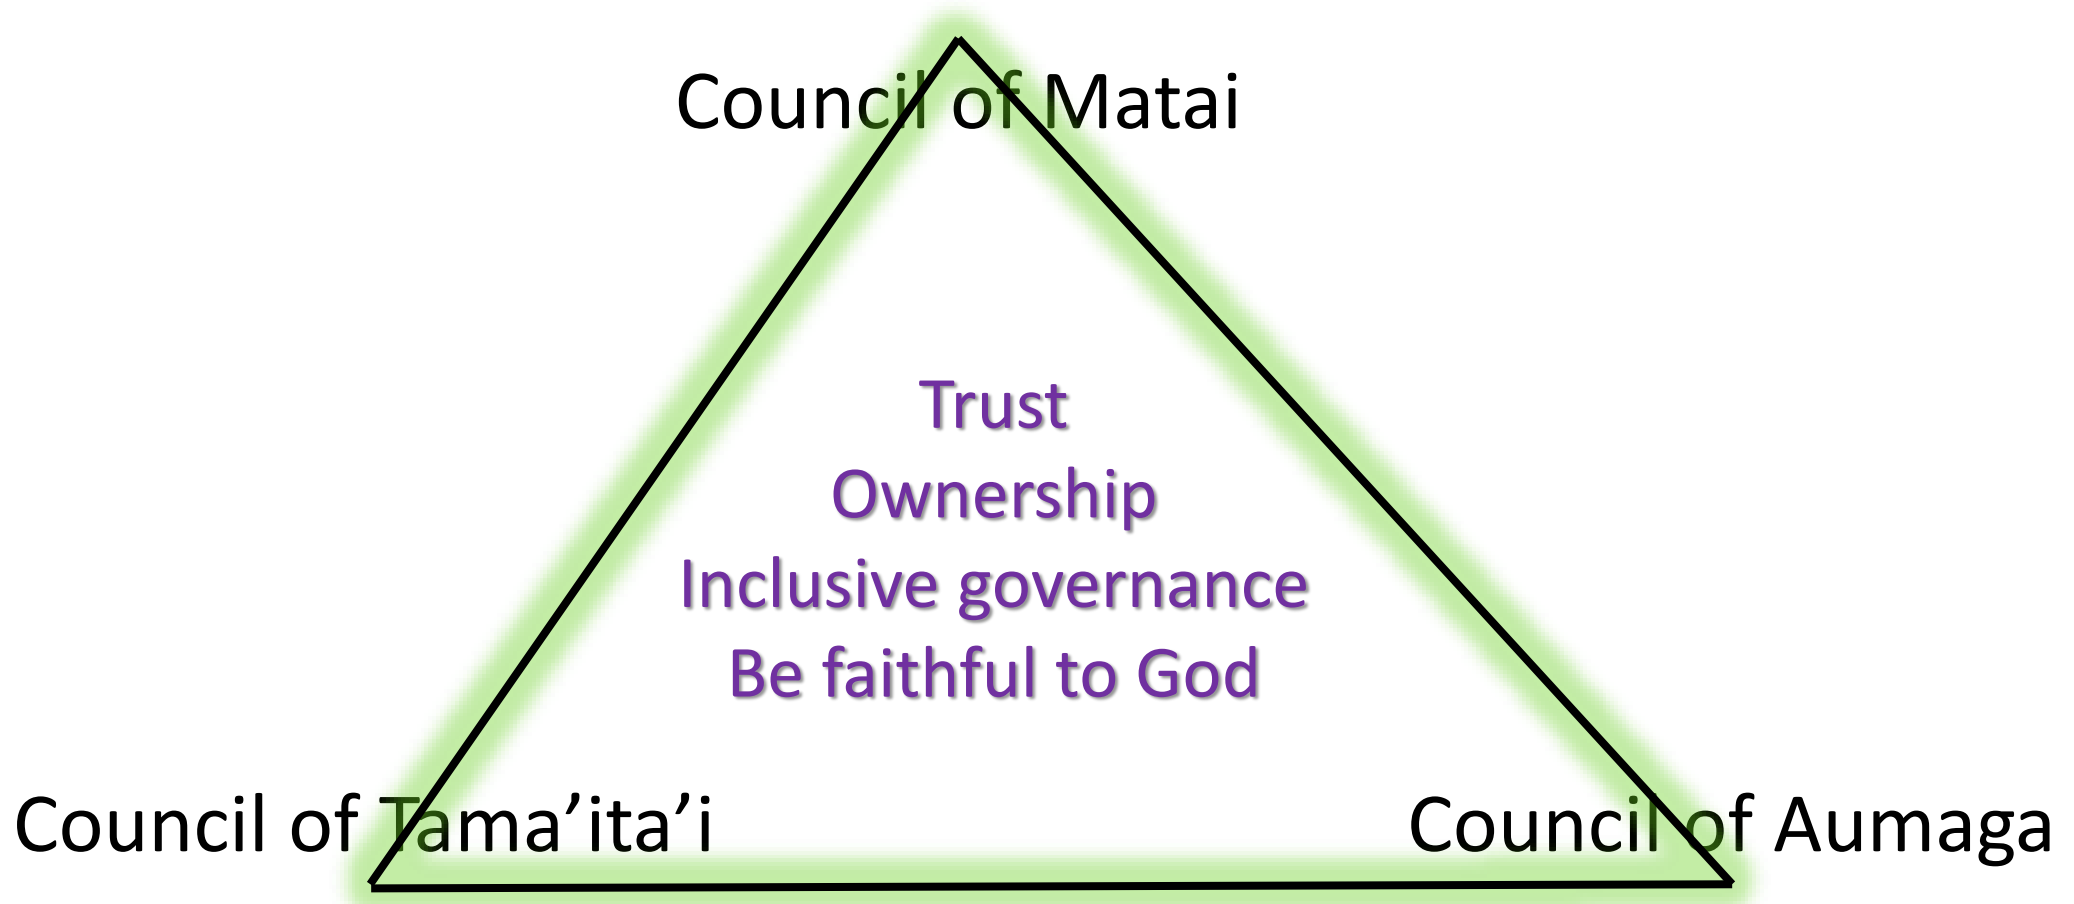 Council of Matai
Trust
Ownership
Inclusive governance
Be faithful to God
Council of Tama’ita’i
Council of Aumaga